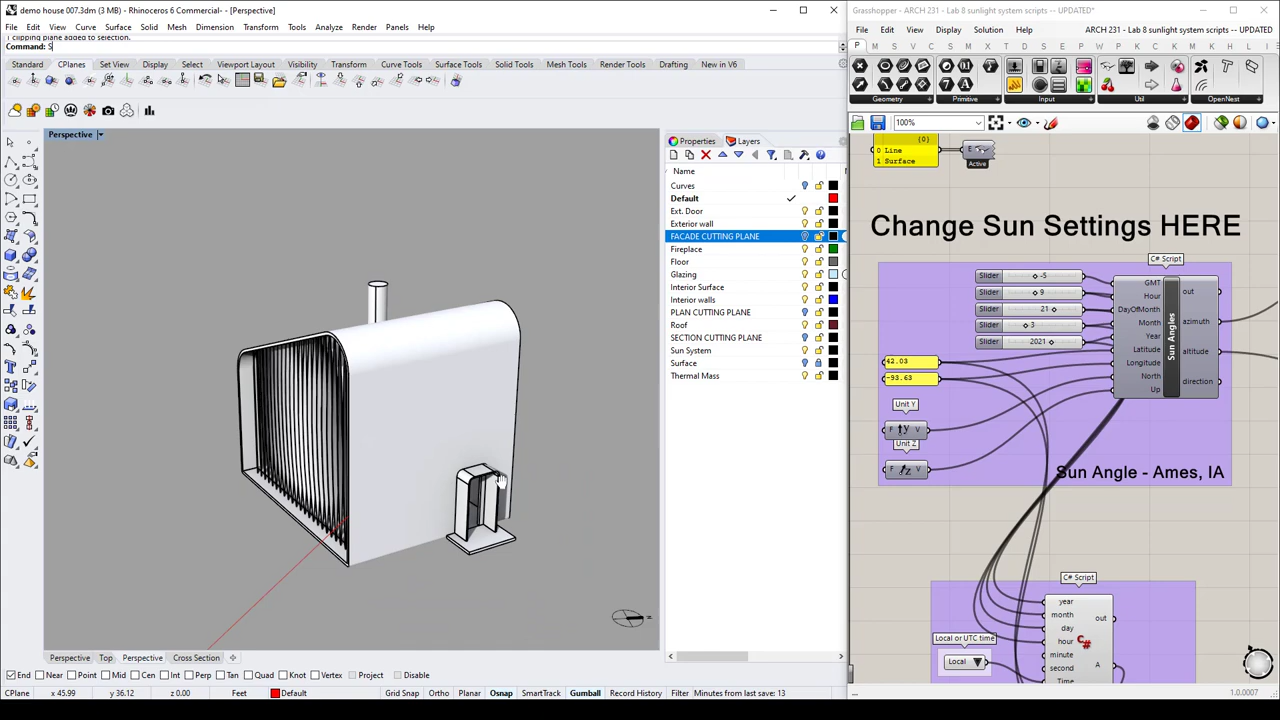 demo house 007.3dm (3 MB) - Rhinoceros 6 Commercial- - [Perspective]
File Edit View Curve Surface Solid Mesh Dimension Transform Tools Analyze Render Panels Help
1 clipping plane added to selection.
Command: S
Standard CPlanes Set View Display Select Viewport Layout Visibility Transform Curve Tools Surface Tools Solid Tools Mesh Tools Render Tools Drafting New in V6
Perspective
Properties Layers
Name
Curves
Default
Ext. Door
Exterior wall
FACADE CUTTING PLANE
Fireplace
Floor
Glazing
Interior Surface
Interior walls
PLAN CUTTING PLANE
Roof
SECTION CUTTING PLANE
Sun System
Surface
Thermal Mass
Perspective Top Perspective Cross Section
End Near Point Mid Cen Int Perp Tan Quad Knot Vertex Project Disable
CPlane x 45.99 y 36.12 z 0.00 Feet Default Grid Snap Ortho Planar Osnap SmartTrack Gumball Record History Filter Minutes from last save: 13
Grasshopper - ARCH 231 - Lab 8 sunlight system scripts -- UPDATED*
File Edit View Display Solution Help ARCH 231 - Lab 8 sunlight system scripts -- UPDATED*
P M S V C S M I T D S W F H L K M X K M A D P M N K L T
Geometry Primitive Input Util OpenNest
100%
{0}
0 Line
1 Surface
E
Active
Change Sun Settings HERE
C# Script
Slider -5
Slider 9
Slider 21
Slider 3
Slider 2021
GMT
Hour
DayOfMonth
Month
Year
Latitude
Longitude
North
Up
Sun Angles
out
azimuth
altitude
direction
42.03
-93.63
Unit Y
F y V
Unit Z
F z V
Sun Angle - Ames, IA
C# Script
year
month
day
hour
minute
second
Time
C#
out
A
Local or UTC time
Local
1.0.0007